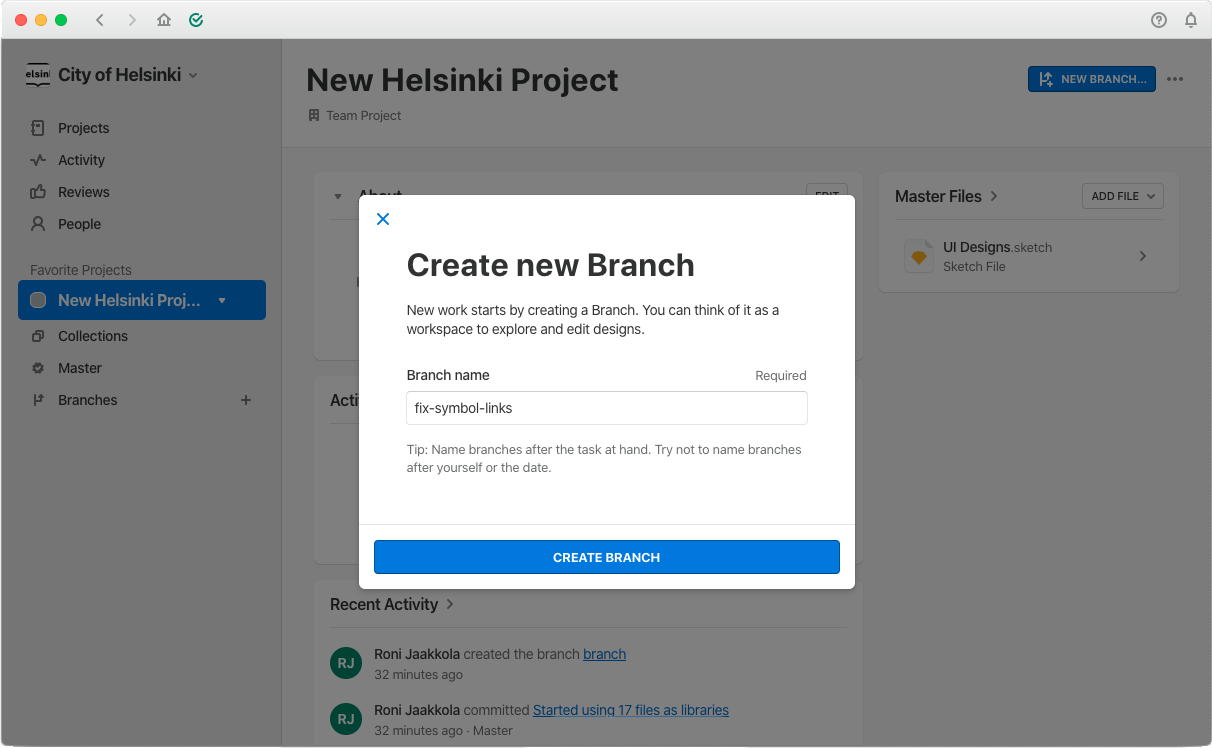 elsinl
City of Helsinki
New Helsinki Project
NEW BRANCH...
Team Project
Projects
Activity
Reviews
People
Favorite Projects
New Helsinki Proj...
Collections
Master
Branches
EDIT
Master Files
ADD FILE
UI Designs.sketch
Sketch File
Create new Branch
New work starts by creating a Branch. You can think of it as a
workspace to explore and edit designs.
Branch name Required
fix-symbol-links
Tip: Name branches after the task at hand. Try not to name branches
after yourself or the date.
CREATE BRANCH
Recent Activity
RJ
Roni Jaakkola created the branch branch
32 minutes ago
RJ
Roni Jaakkola committed Started using 17 files as libraries
32 minutes ago · Master